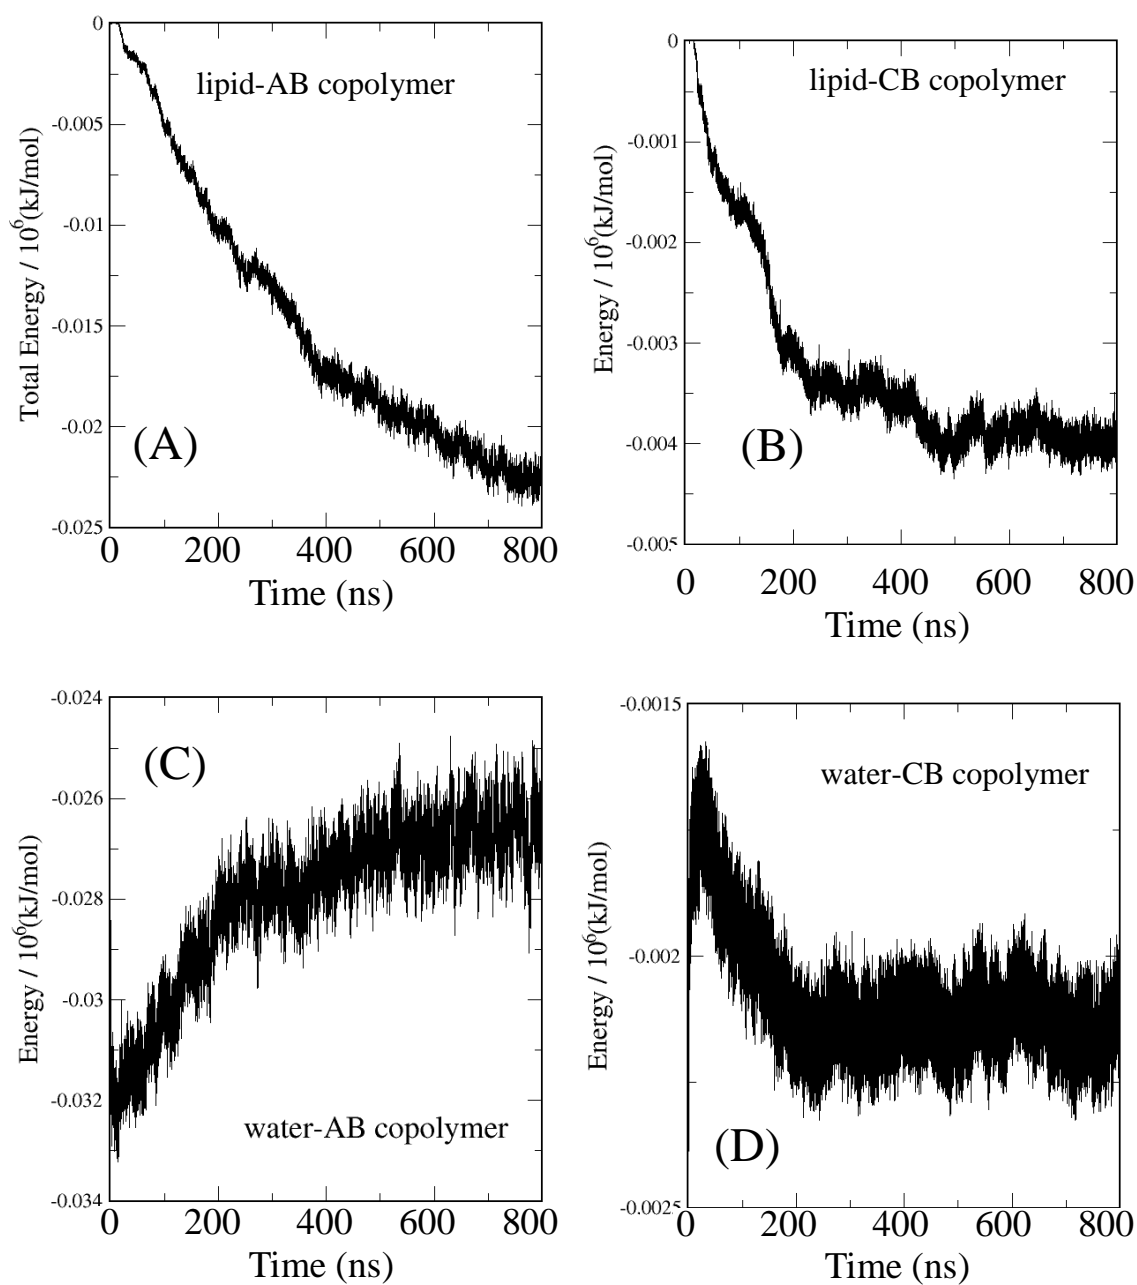 lipid-AB copolymer
Total Energy / 10^6(kJ/mol)
0
-0.005
-0.01
-0.015
-0.02
-0.025
(A)
0 200 400 600 800
Time (ns)
lipid-CB copolymer
Energy / 10^6(kJ/mol)
0
-0.001
-0.002
-0.003
-0.004
-0.005
(B)
0 200 400 600 800
Time (ns)
(C)
Energy / 10^6(kJ/mol)
-0.024
-0.026
-0.028
-0.03
-0.032
-0.034
water-AB copolymer
0 200 400 600 800
Time (ns)
water-CB copolymer
Energy / 10^6(kJ/mol)
-0.0015
-0.002
-0.0025
(D)
0 200 400 600 800
Time (ns)